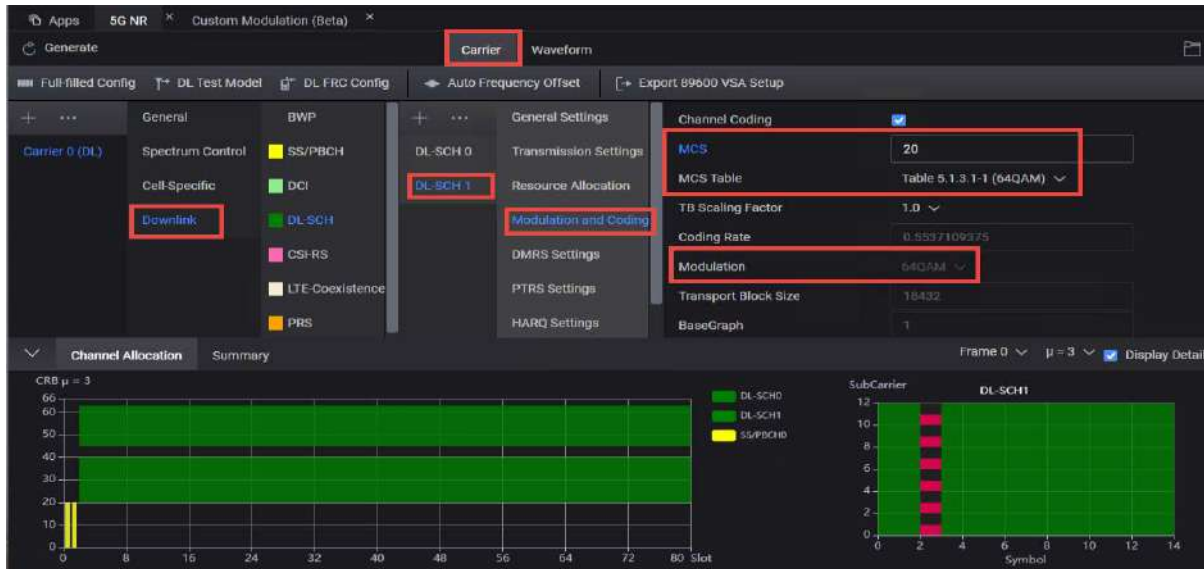 Apps 5G NR × Custom Modulation (Beta) ×
Generate Carrier Waveform
Full-filled Config DL Test Model DL FRC Config Auto Frequency Offset Export 89600 VSA Setup
+ ... General BWP + ... General Settings Channel Coding
Carrier 0 (DL) Spectrum Control SS/PBCH DL-SCH 0 Transmission Settings MCS 20
Cell-Specific DCI DL-SCH 1 Resource Allocation MCS Table Table 5.1.3.1-1 (64QAM)
Downlink DL-SCH Modulation and Coding TB Scaling Factor 1.0
CSI-RS DMRS Settings Coding Rate 0.5537109375
LTE-Coexistence PTRS Settings Modulation 64QAM
PRS HARQ Settings Transport Block Size 18432
BaseGraph 1
Channel Allocation Summary Frame 0 μ = 3 Display Detail
CRB μ = 3
66
60
50
40
30
20
10
0
0 8 16 24 32 40 48 56 64 72 80 Slot
DL-SCH0
DL-SCH1
SS/PBCH0
SubCarrier DL-SCH1
12
10
8
6
4
2
0
0 2 4 6 8 10 12 14
Symbol